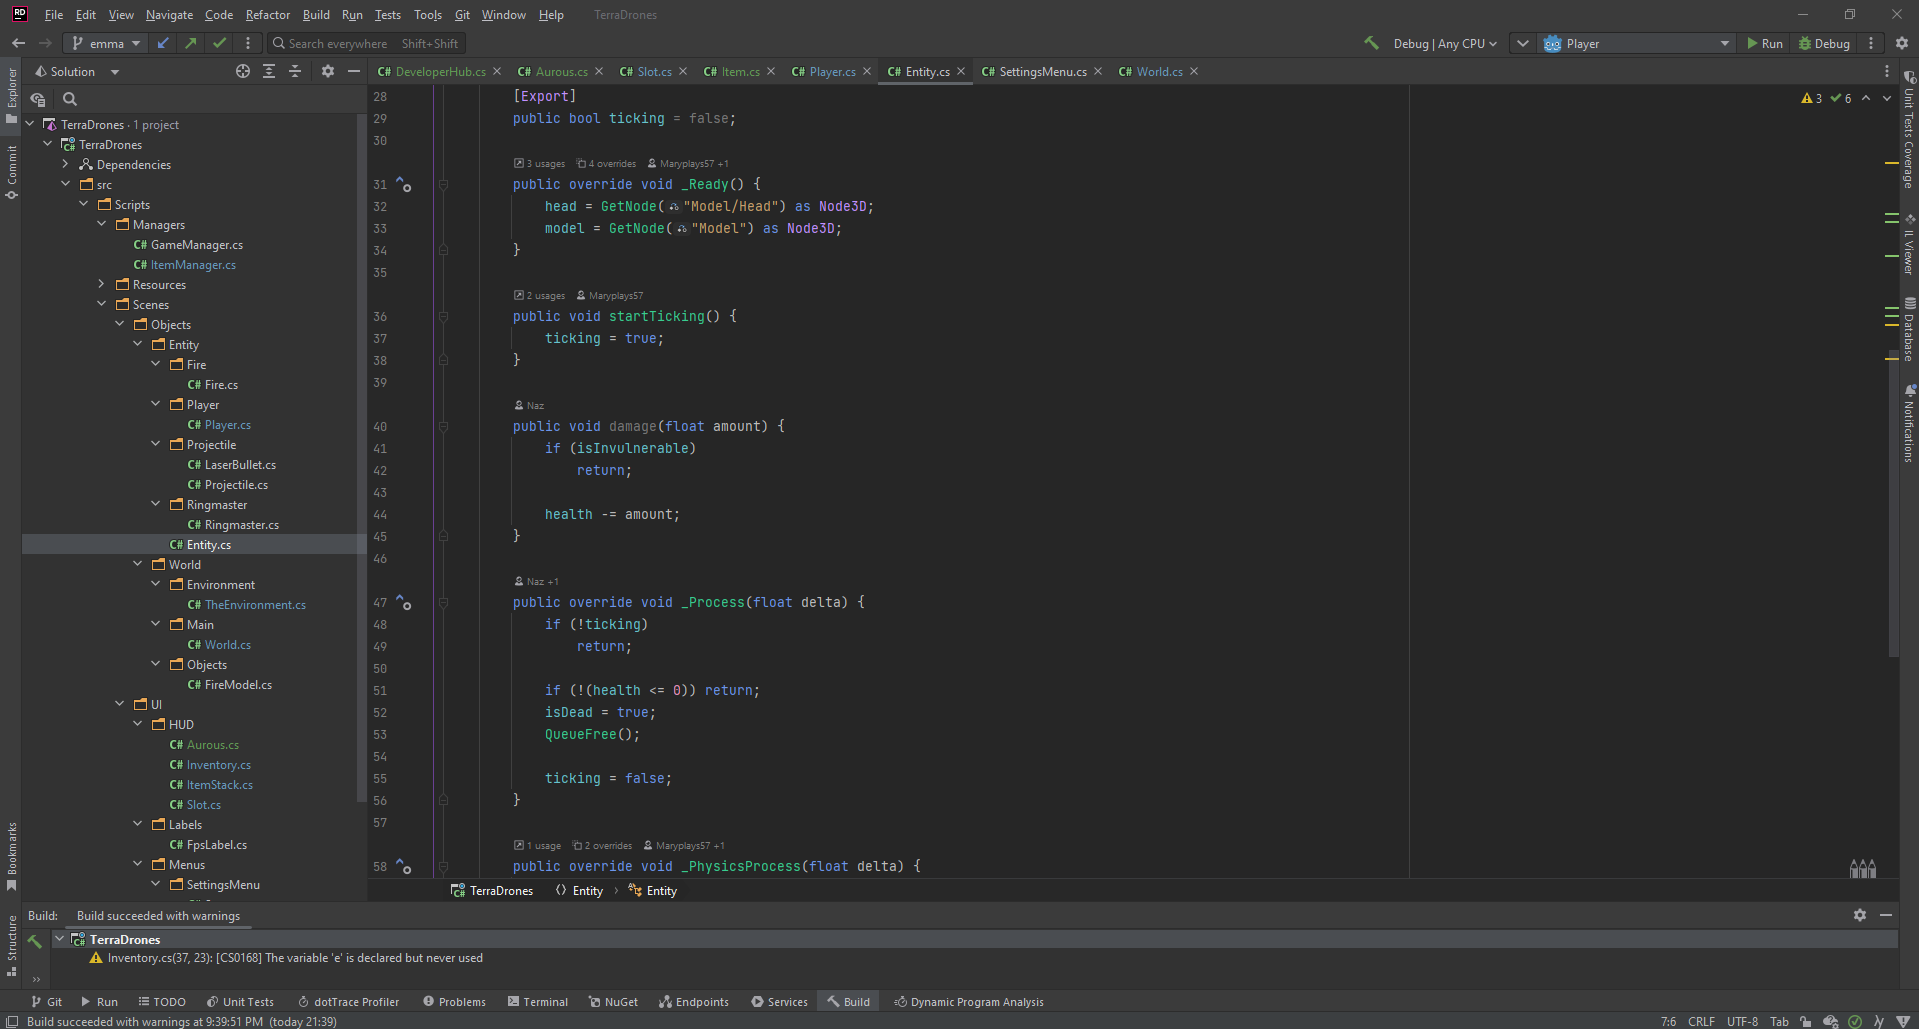 RD File Edit View Navigate Code Refactor Build Run Tests Tools Git Window Help TerraDrones
emma Search everywhere Shift+Shift Debug | Any CPU Player Run Debug
Solution
DeveloperHub.cs Aurous.cs Slot.cs Item.cs Player.cs Entity.cs SettingsMenu.cs World.cs
Explorer
Commit
Bookmarks
Structure
TerraDrones · 1 project
TerraDrones
Dependencies
src
Scripts
Managers
C# GameManager.cs
C# ItemManager.cs
Resources
Scenes
Objects
Entity
Fire
C# Fire.cs
Player
C# Player.cs
Projectile
C# LaserBullet.cs
C# Projectile.cs
Ringmaster
C# Ringmaster.cs
C# Entity.cs
World
Environment
C# TheEnvironment.cs
Main
C# World.cs
Objects
C# FireModel.cs
UI
HUD
C# Aurous.cs
C# Inventory.cs
C# ItemStack.cs
C# Slot.cs
Labels
C# FpsLabel.cs
Menus
SettingsMenu
3 6
28 [Export]
29 public bool ticking = false;
30
3 usages 4 overrides Maryplays57 +1
31 public override void _Ready() {
32 head = GetNode("Model/Head") as Node3D;
33 model = GetNode("Model") as Node3D;
34 }
35
2 usages Maryplays57
36 public void startTicking() {
37 ticking = true;
38 }
39
Naz
40 public void damage(float amount) {
41 if (isInvulnerable)
42 return;
43
44 health -= amount;
45 }
46
Naz +1
47 public override void _Process(float delta) {
48 if (!ticking)
49 return;
50
51 if (!(health <= 0)) return;
52 isDead = true;
53 QueueFree();
54
55 ticking = false;
56 }
57
1 usage 2 overrides Maryplays57 +1
58 public override void _PhysicsProcess(float delta) {
TerraDrones Entity Entity
Unit Tests Coverage
IL Viewer
Database
Notifications
Build: Build succeeded with warnings
TerraDrones
Inventory.cs(37, 23): [CS0168] The variable 'e' is declared but never used
Git Run TODO Unit Tests dotTrace Profiler Problems Terminal NuGet Endpoints Services Build Dynamic Program Analysis
Build succeeded with warnings at 9:39:51 PM (today 21:39) 7:6 CRLF UTF-8 Tab